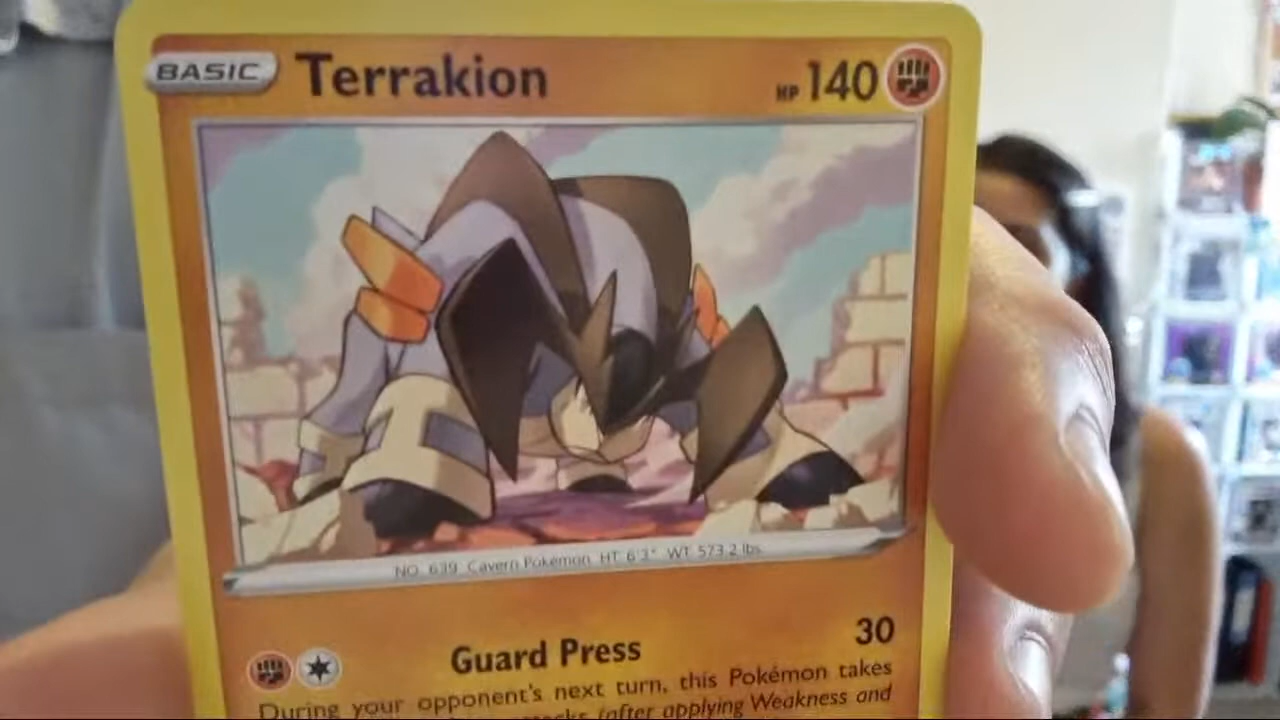 BASIC Terrakion HP 140
NO. 639 Cavern Pokémon HT 6'3" WT 573.2 lbs.
Guard Press 30
During your opponent's next turn, this Pokémon takes
(after applying Weakness and